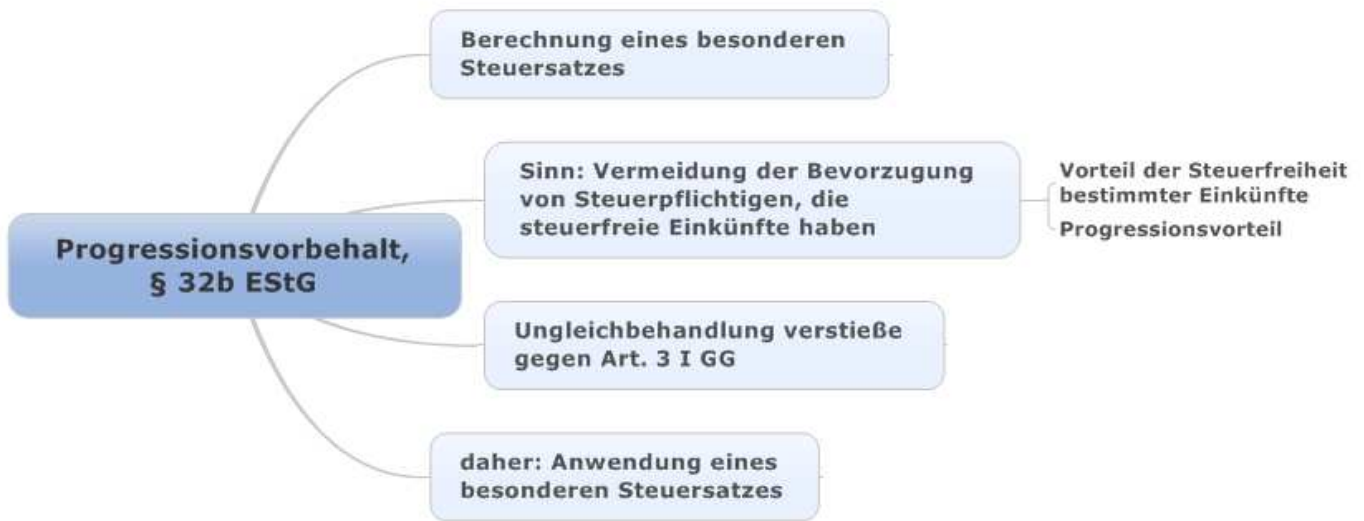 Berechnung eines besonderen
Steuersatzes
Sinn: Vermeidung der Bevorzugung
von Steuerpflichtigen, die
steuerfreie Einkünfte haben
Vorteil der Steuerfreiheit
bestimmter Einkünfte
Progressionsvorteil
Progressionsvorbehalt,
§ 32b EStG
Ungleichbehandlung verstieße
gegen Art. 3 I GG
daher: Anwendung eines
besonderen Steuersatzes